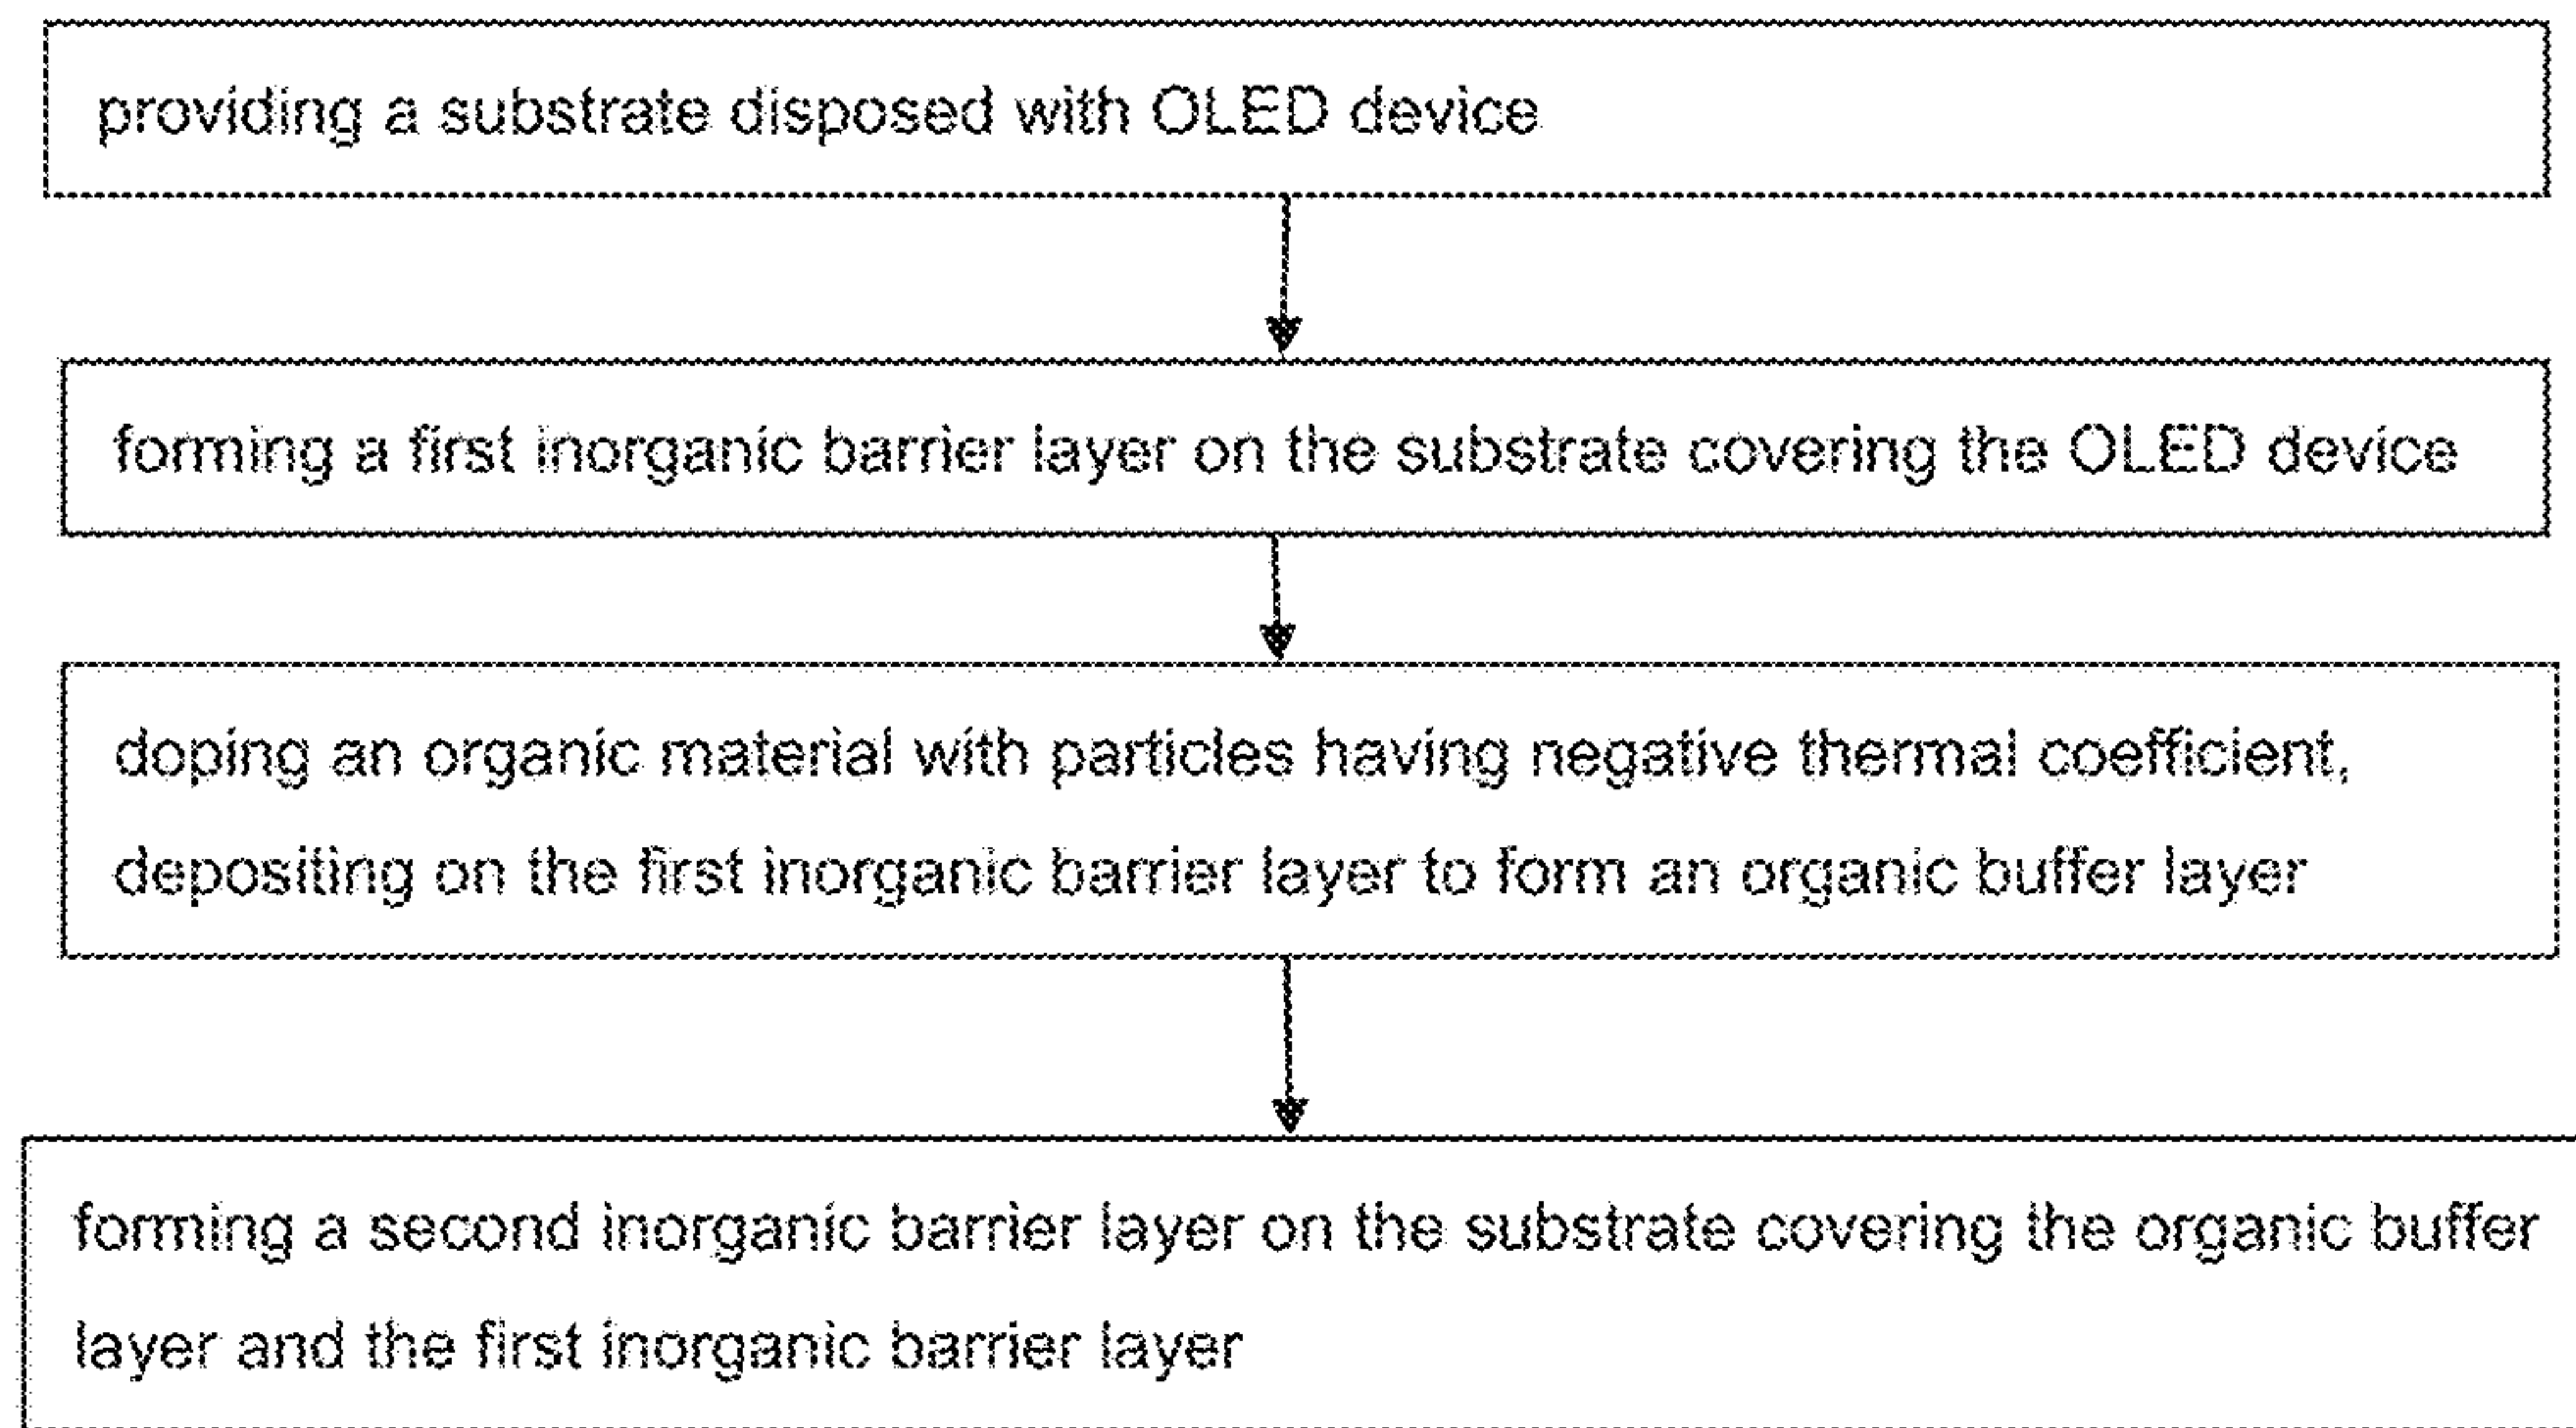 providing a substrate disposed with OLED device
forming a first inorganic barrier layer on the substrate covering the OLED device
doping an organic material with particles having negative thermal coefficient,
depositing on the first inorganic barrier layer to form an organic buffer layer
forming a second inorganic barrier layer on the substrate covering the organic buffer
layer and the first inorganic barrier layer